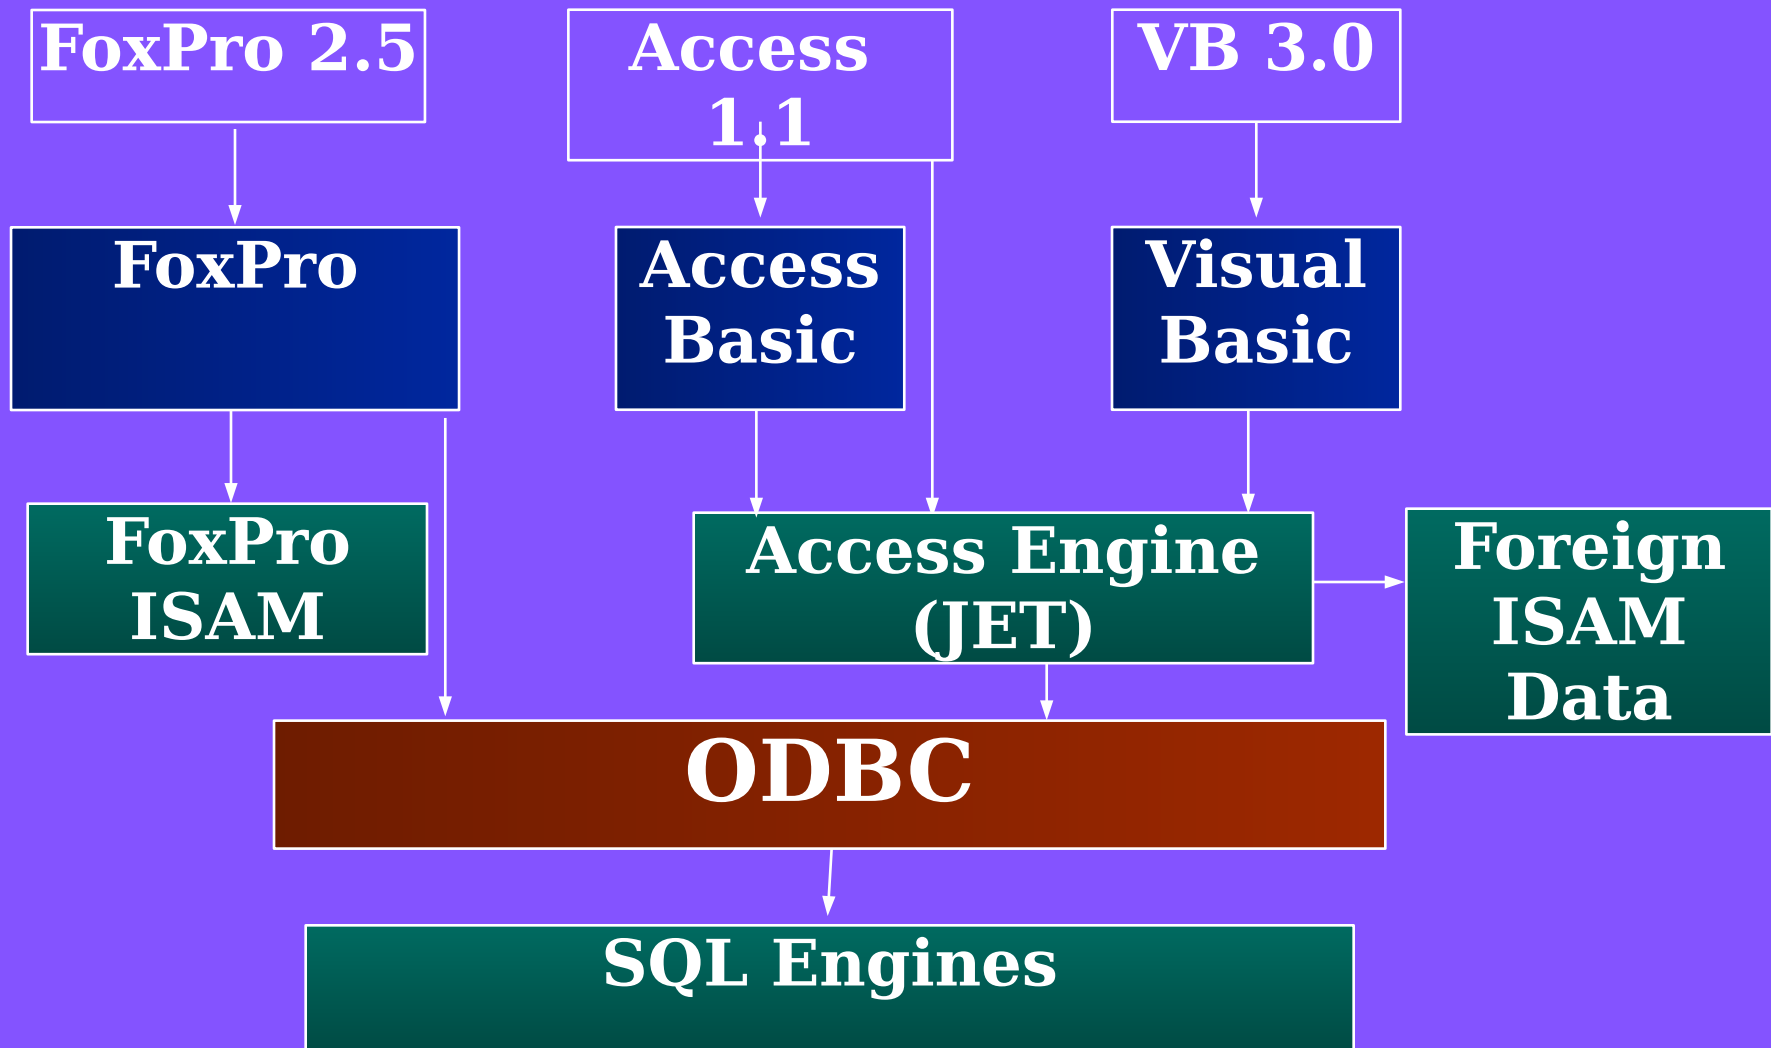 FoxPro 2.5
Access
1.1
VB 3.0
FoxPro
Access
Basic
Visual
Basic
FoxPro
ISAM
Access Engine
(JET)
Foreign
ISAM
Data
ODBC
SQL Engines